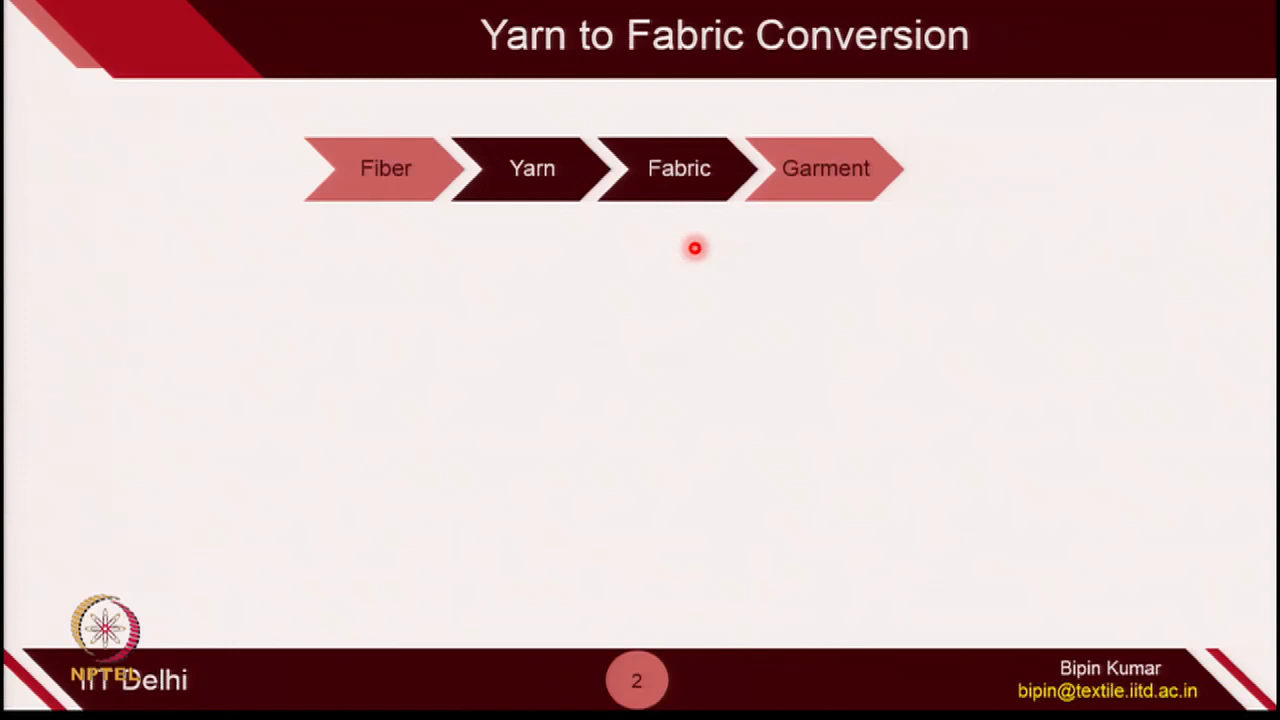 Yarn to Fabric Conversion
Fiber
Yarn
Fabric
Garment
NPTEL
IIT Delhi
2
Bipin Kumar
bipin@textile.iitd.ac.in